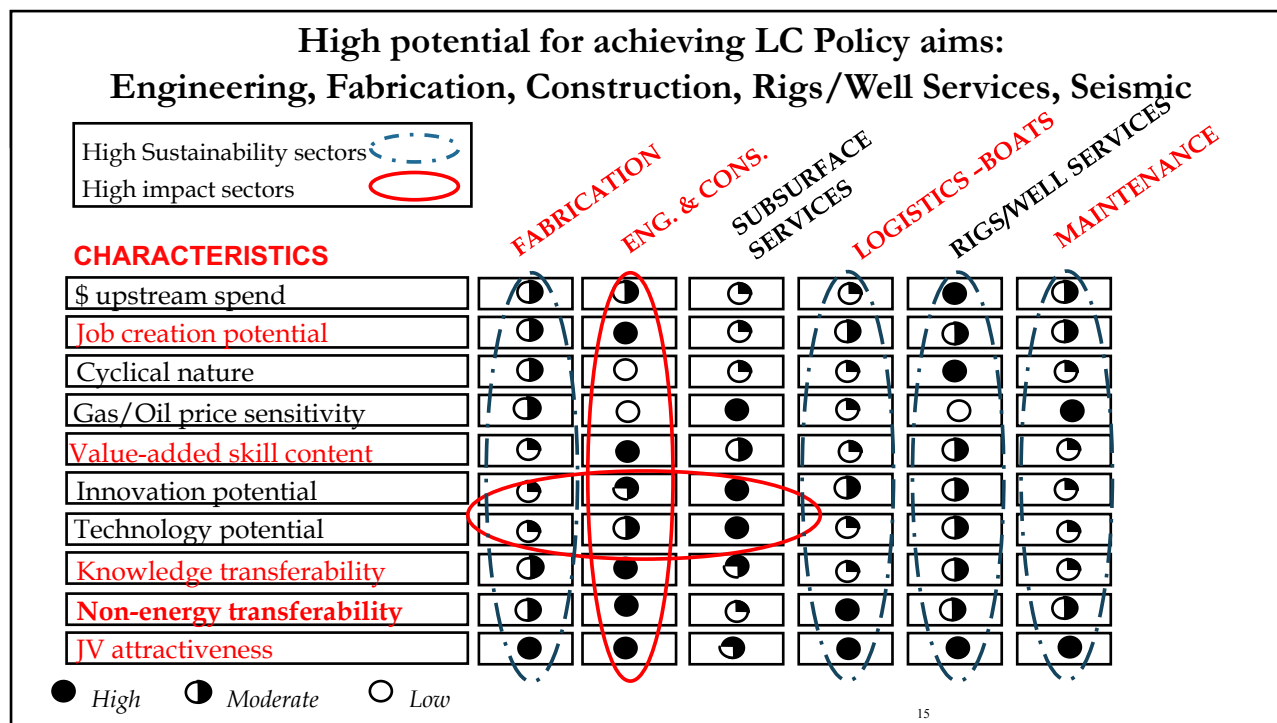 High potential for achieving LC Policy aims:
Engineering, Fabrication, Construction, Rigs/Well Services, Seismic
High Sustainability sectors
High impact sectors
FABRICATION
ENG. & CONS.
SUBSURFACE
SERVICES
LOGISTICS -BOATS
RIGS/WELL SERVICES
MAINTENANCE
CHARACTERISTICS
$ upstream spend
Job creation potential
Cyclical nature
Gas/Oil price sensitivity
Value-added skill content
Innovation potential
Technology potential
Knowledge transferability
Non-energy transferability
JV attractiveness
High Moderate Low
15